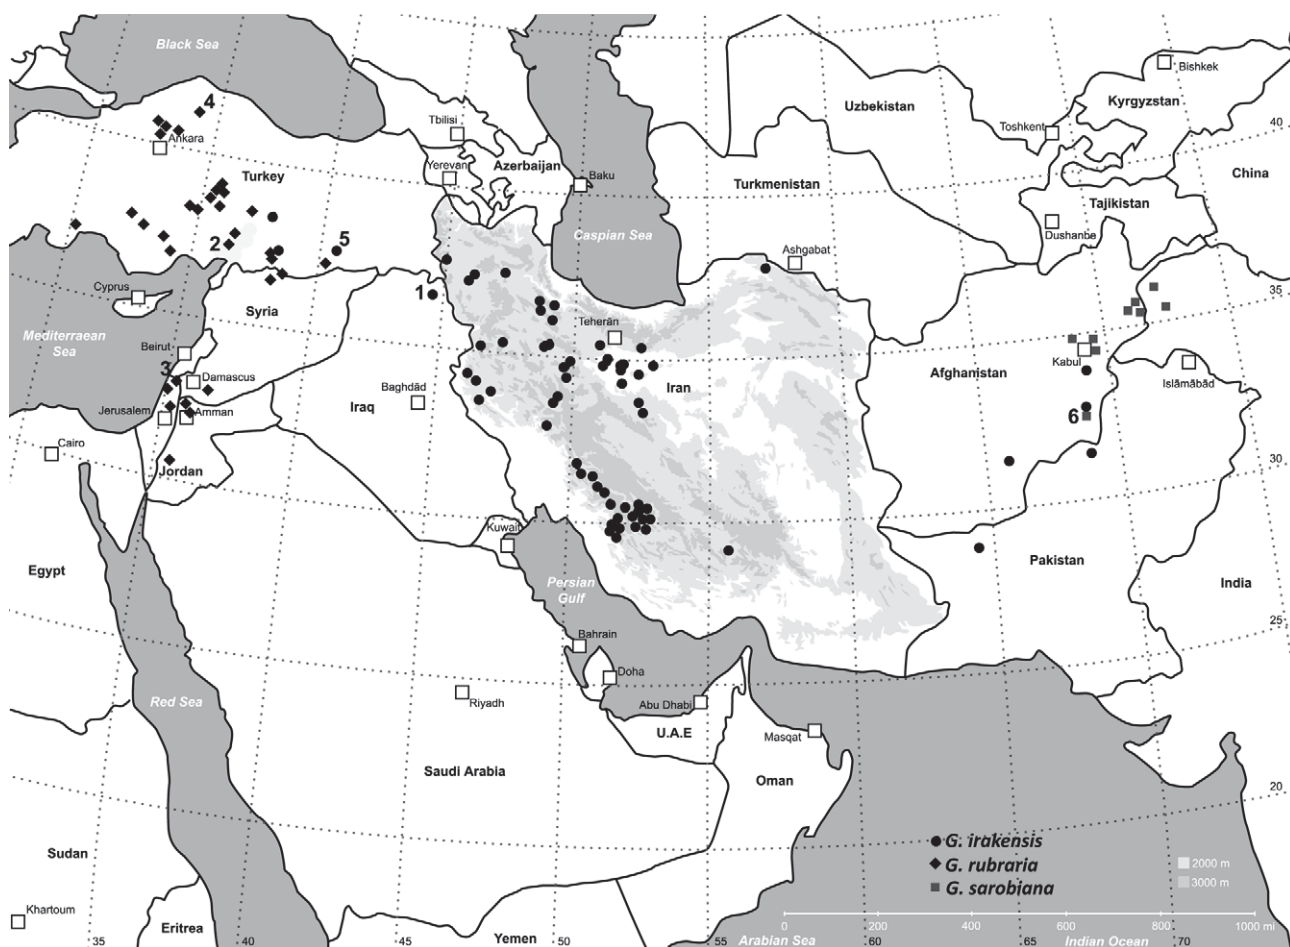 Black Sea
Bishkek
4
Uzbekistan
Kyrgyzstan
Tbilisi
Toshkent
40
Ankara
Yerevan
Azerbaijan
China
Turkey
Baku
Turkmenistan
Tajikistan
Dushanbe
5
2
Caspian Sea
Ashgabat
Cyprus
1
35
Syria
Mediterraean
Sea
Teherān
Beirut
Kabul
3
Damascus
Afghanistan
Islāmābād
Baghdād
Iran
Iraq
Jerusalem
Amman
6
Cairo
30
Jordan
Kuwait
Egypt
Pakistan
Persian
Gulf
India
25
Bahrain
Doha
Red Sea
Riyadh
Abu Dhabi
U.A.E
Masqat
Saudi Arabia
Oman
20
G. irakensis
Sudan
G. rubraria
2000 m
3000 m
G. sarobiana
Khartoum
0 200 400 600 800 1000 mi
Eritrea
Yemen
35 40 45 50 55 60 65 70
Arabian Sea
Indian Ocean